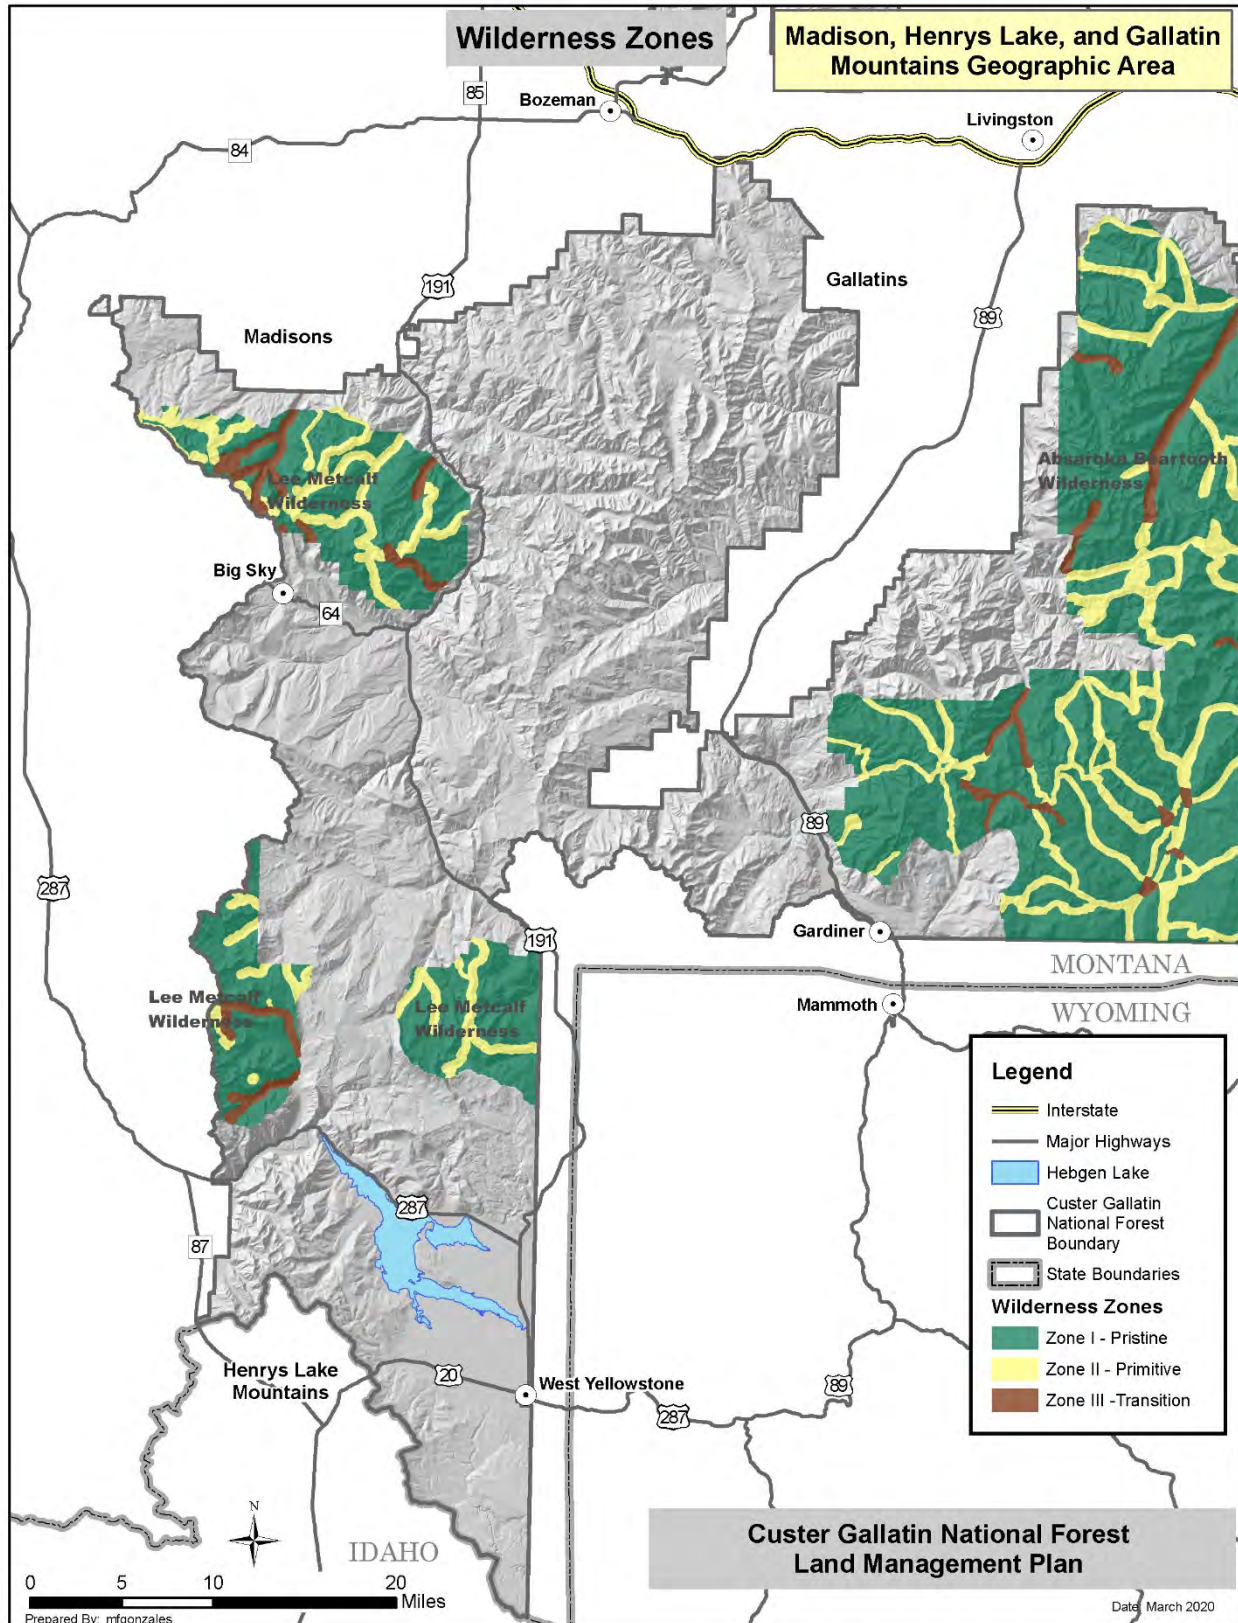 Wilderness Zones
Madison, Henrys Lake, and Gallatin
Mountains Geographic Area
85
Bozeman
Livingston
84
191
Gallatins
89
Madisons
Absaroka Beartooth
Wilderness
Lee Metcalf
Wilderness
Big Sky
64
89
287
191
Gardiner
MONTANA
Lee Metcalf
Wilderness
Lee Metcalf
Wilderness
Mammoth
WYOMING
Legend
Interstate
Major Highways
Hebgen Lake
Custer Gallatin
National Forest
Boundary
State Boundaries
Wilderness Zones
Zone I - Pristine
Zone II - Primitive
Zone III -Transition
287
87
Henrys Lake
Mountains
20
West Yellowstone
89
287
N
IDAHO
Custer Gallatin National Forest
Land Management Plan
0 5 10 20
Miles
Prepared By: mfgonzales
Date: March 2020